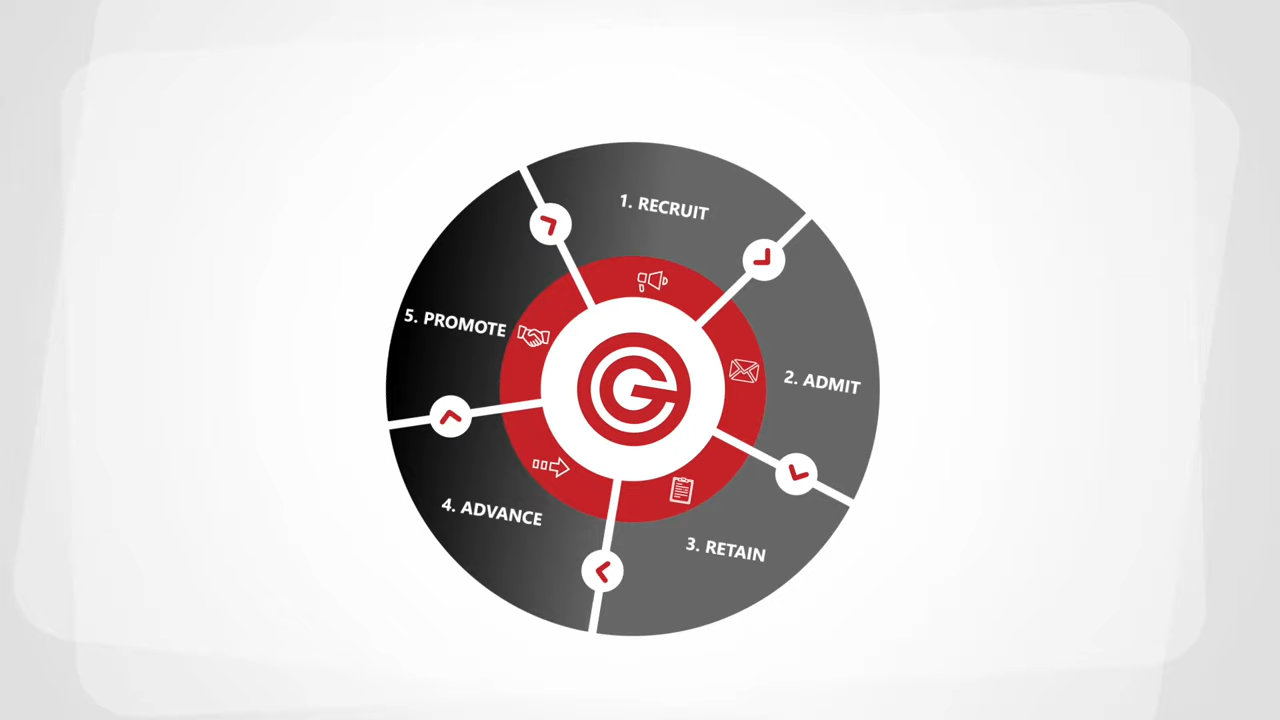 1. RECRUIT
2. ADMIT
3. RETAIN
4. ADVANCE
5. PROMOTE